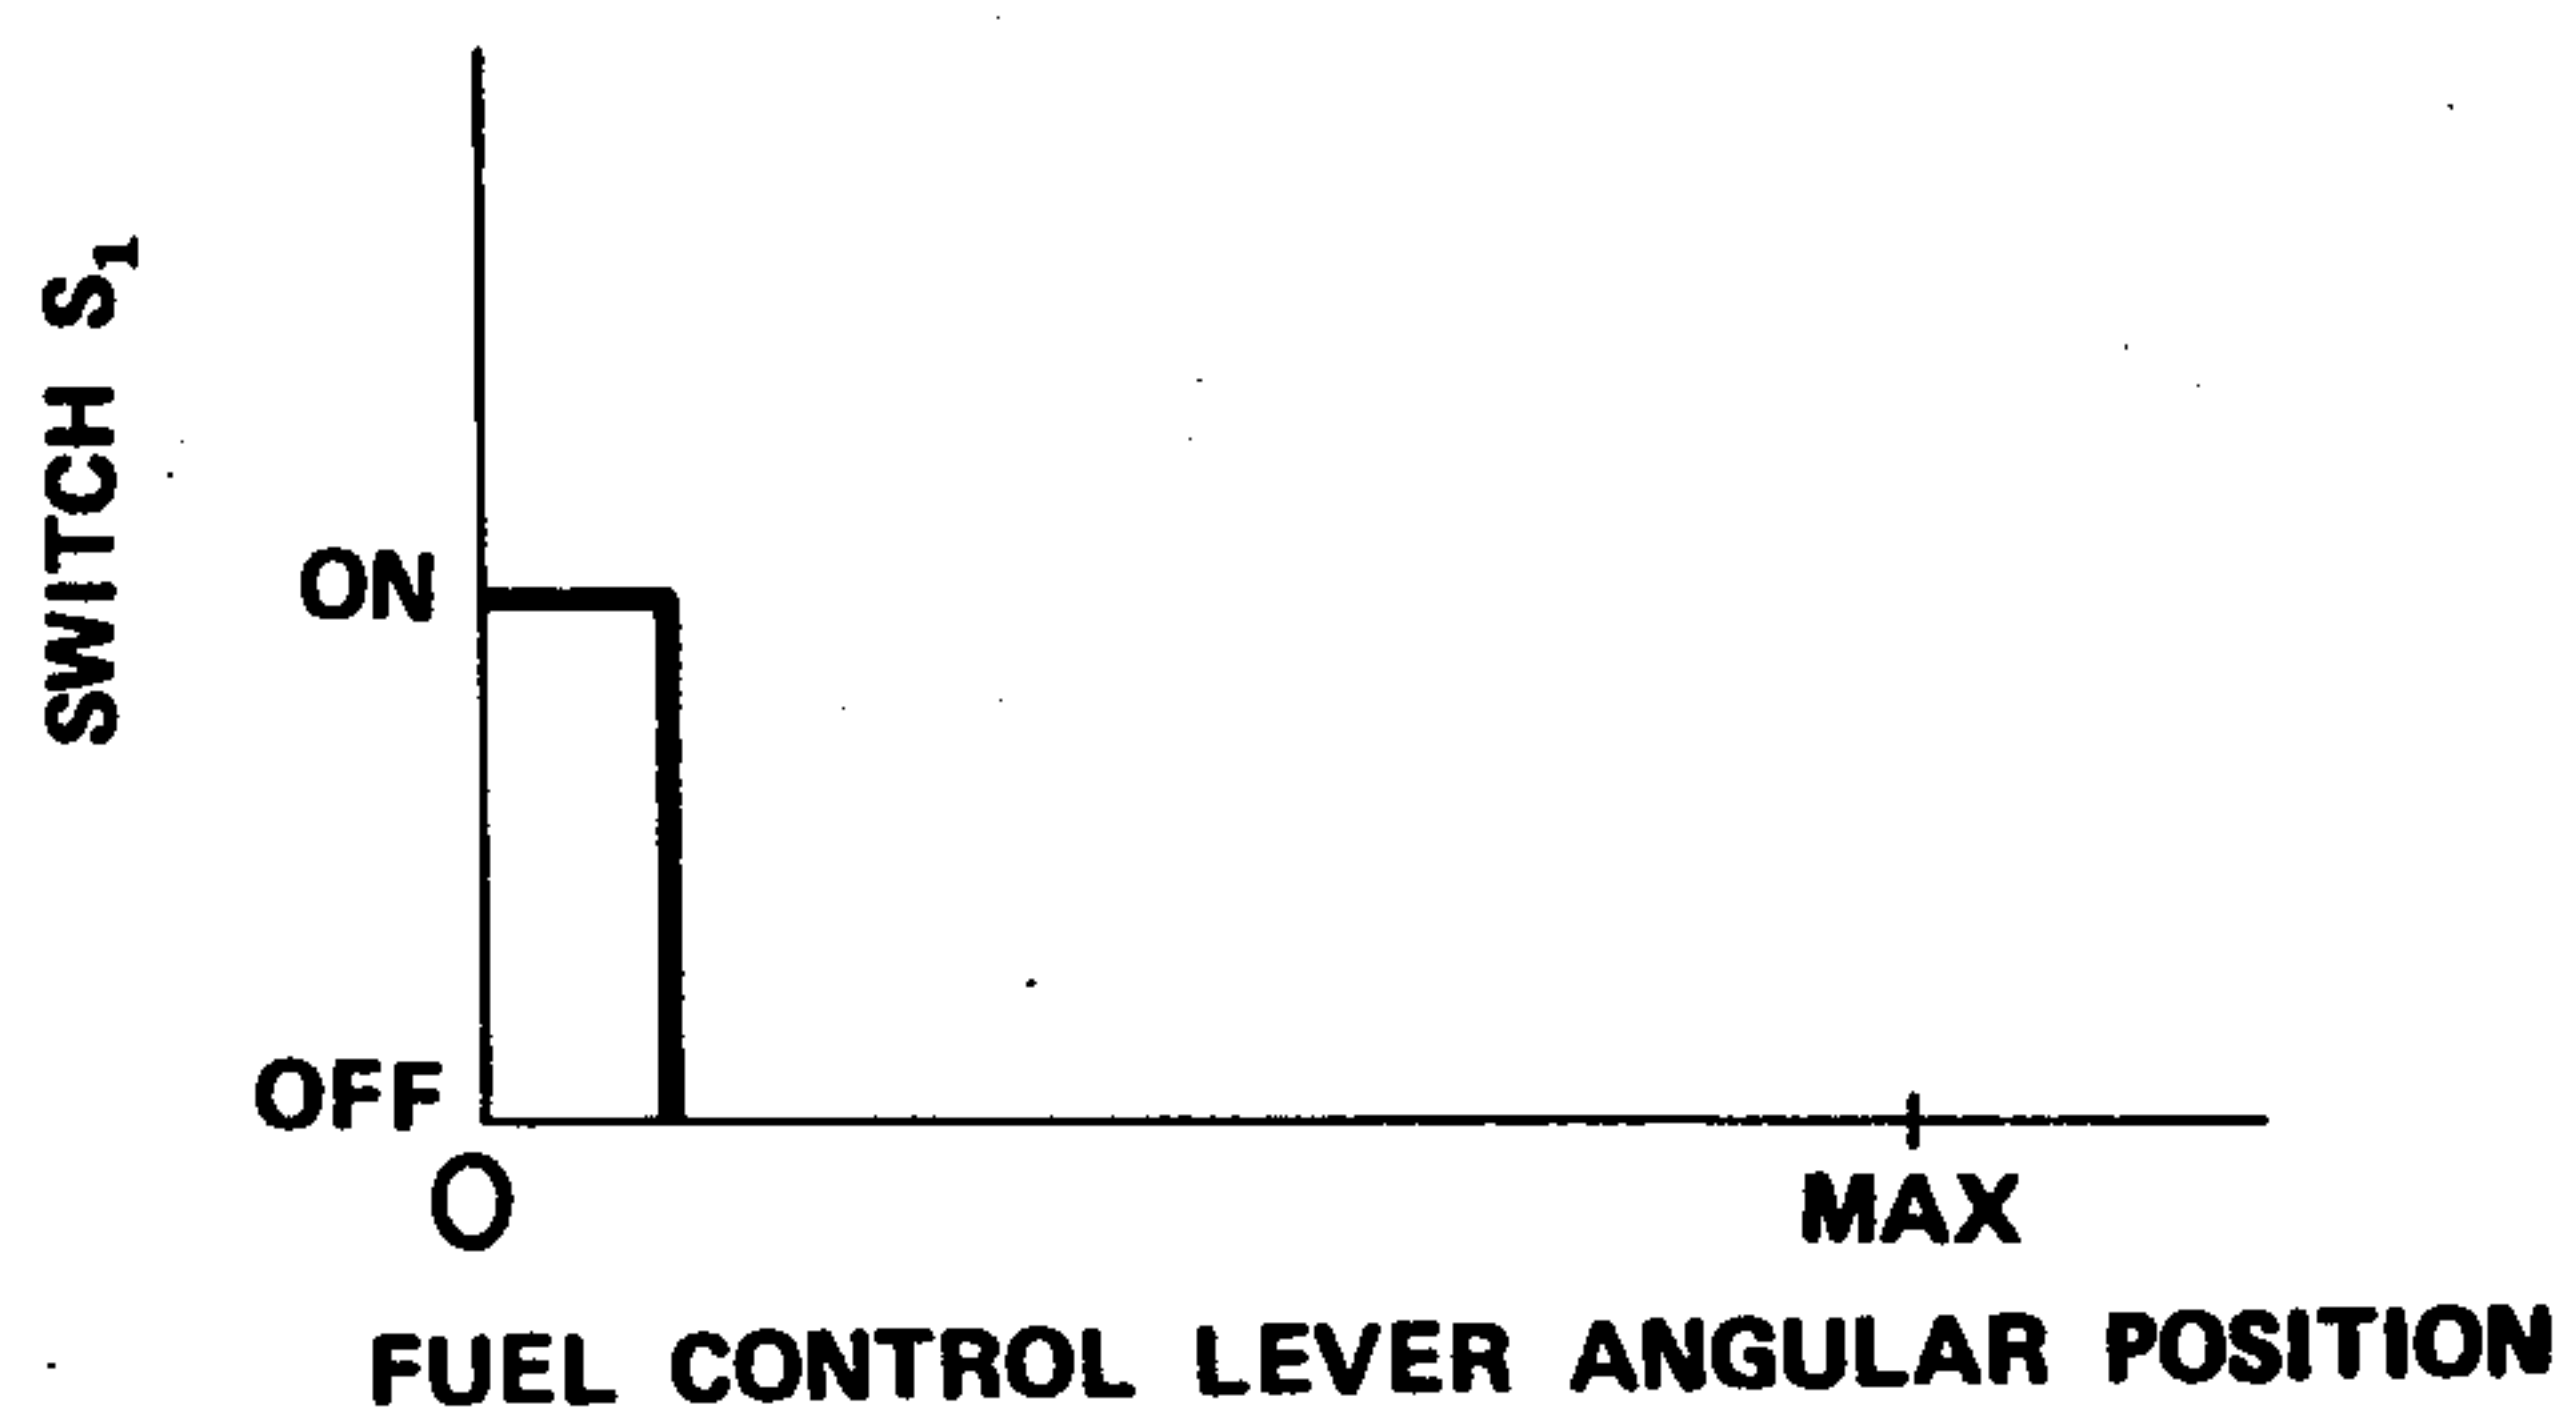 SWITCH S1
ON
OFF
O
MAX
FUEL CONTROL LEVER ANGULAR POSITION